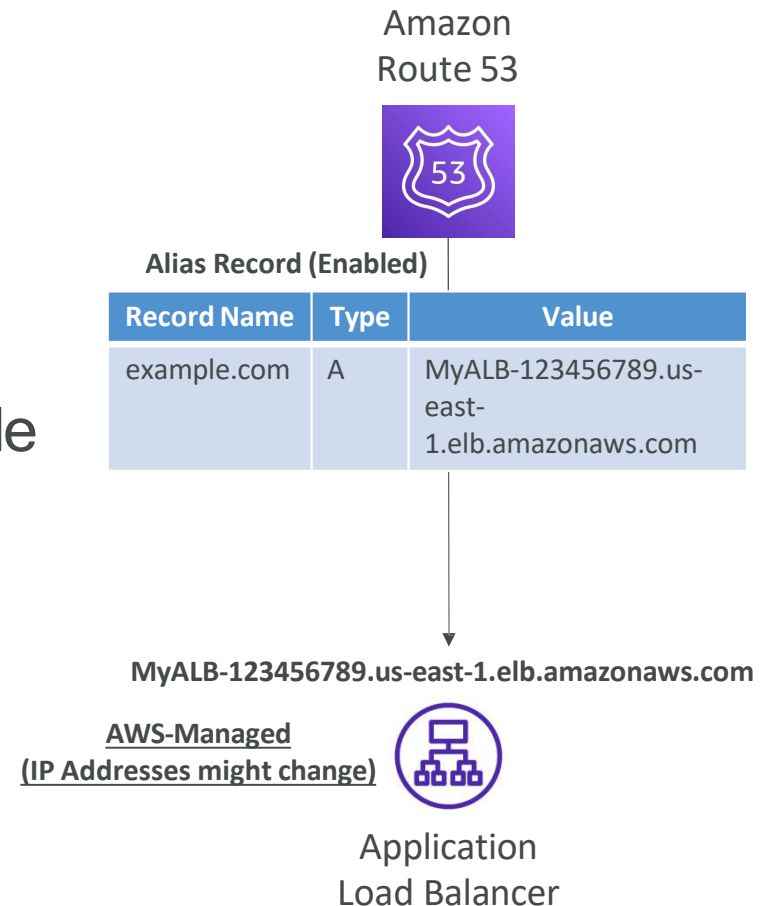 Amazon
Route 53
53
Alias Record (Enabled)
Record Name Type Value
example.com A MyALB-123456789.us-
east-
1.elb.amazonaws.com
MyALB-123456789.us-east-1.elb.amazonaws.com
AWS-Managed
(IP Addresses might change)
Application
Load Balancer